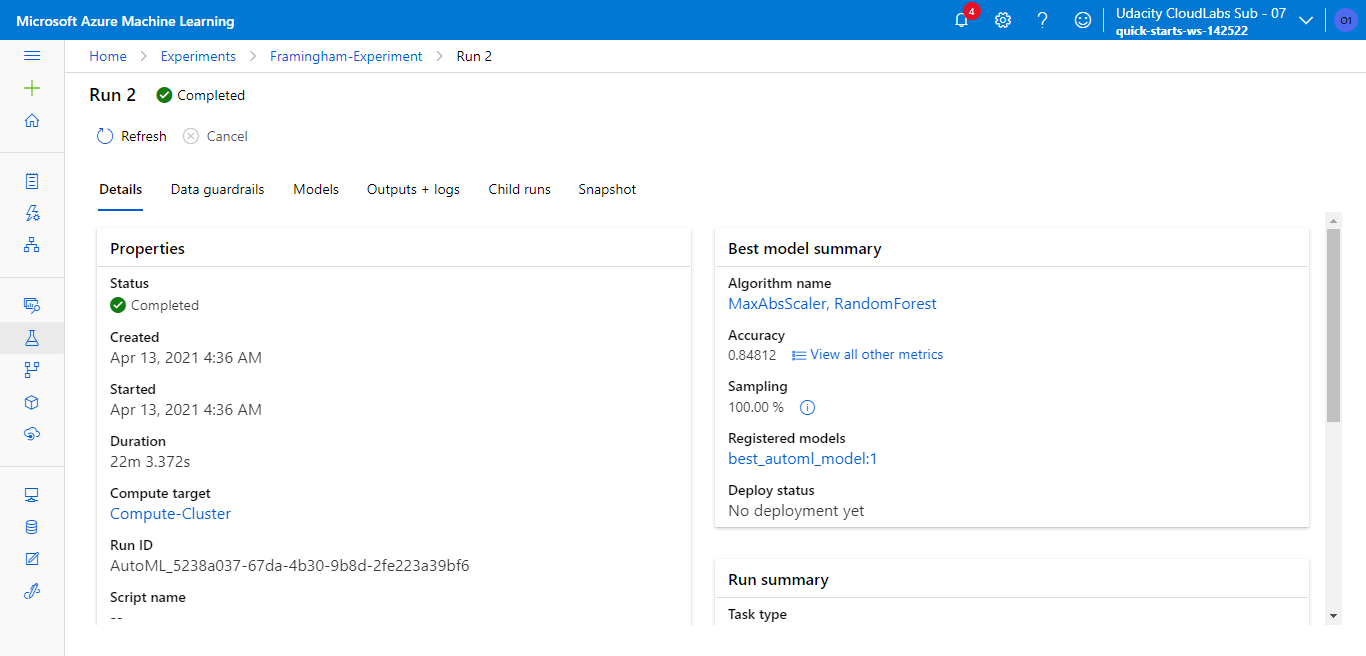 Microsoft Azure Machine Learning
4
Udacity CloudLabs Sub - 07
quick-starts-ws-142522
O1
Home > Experiments > Framingham-Experiment > Run 2
Run 2 Completed
Refresh Cancel
Details Data guardrails Models Outputs + logs Child runs Snapshot
Properties
Status
Completed
Created
Apr 13, 2021 4:36 AM
Started
Apr 13, 2021 4:36 AM
Duration
22m 3.372s
Compute target
Compute-Cluster
Run ID
AutoML_5238a037-67da-4b30-9b8d-2fe223a39bf6
Script name
--
Best model summary
Algorithm name
MaxAbsScaler, RandomForest
Accuracy
0.84812 View all other metrics
Sampling
100.00 %
Registered models
best_automl_model:1
Deploy status
No deployment yet
Run summary
Task type